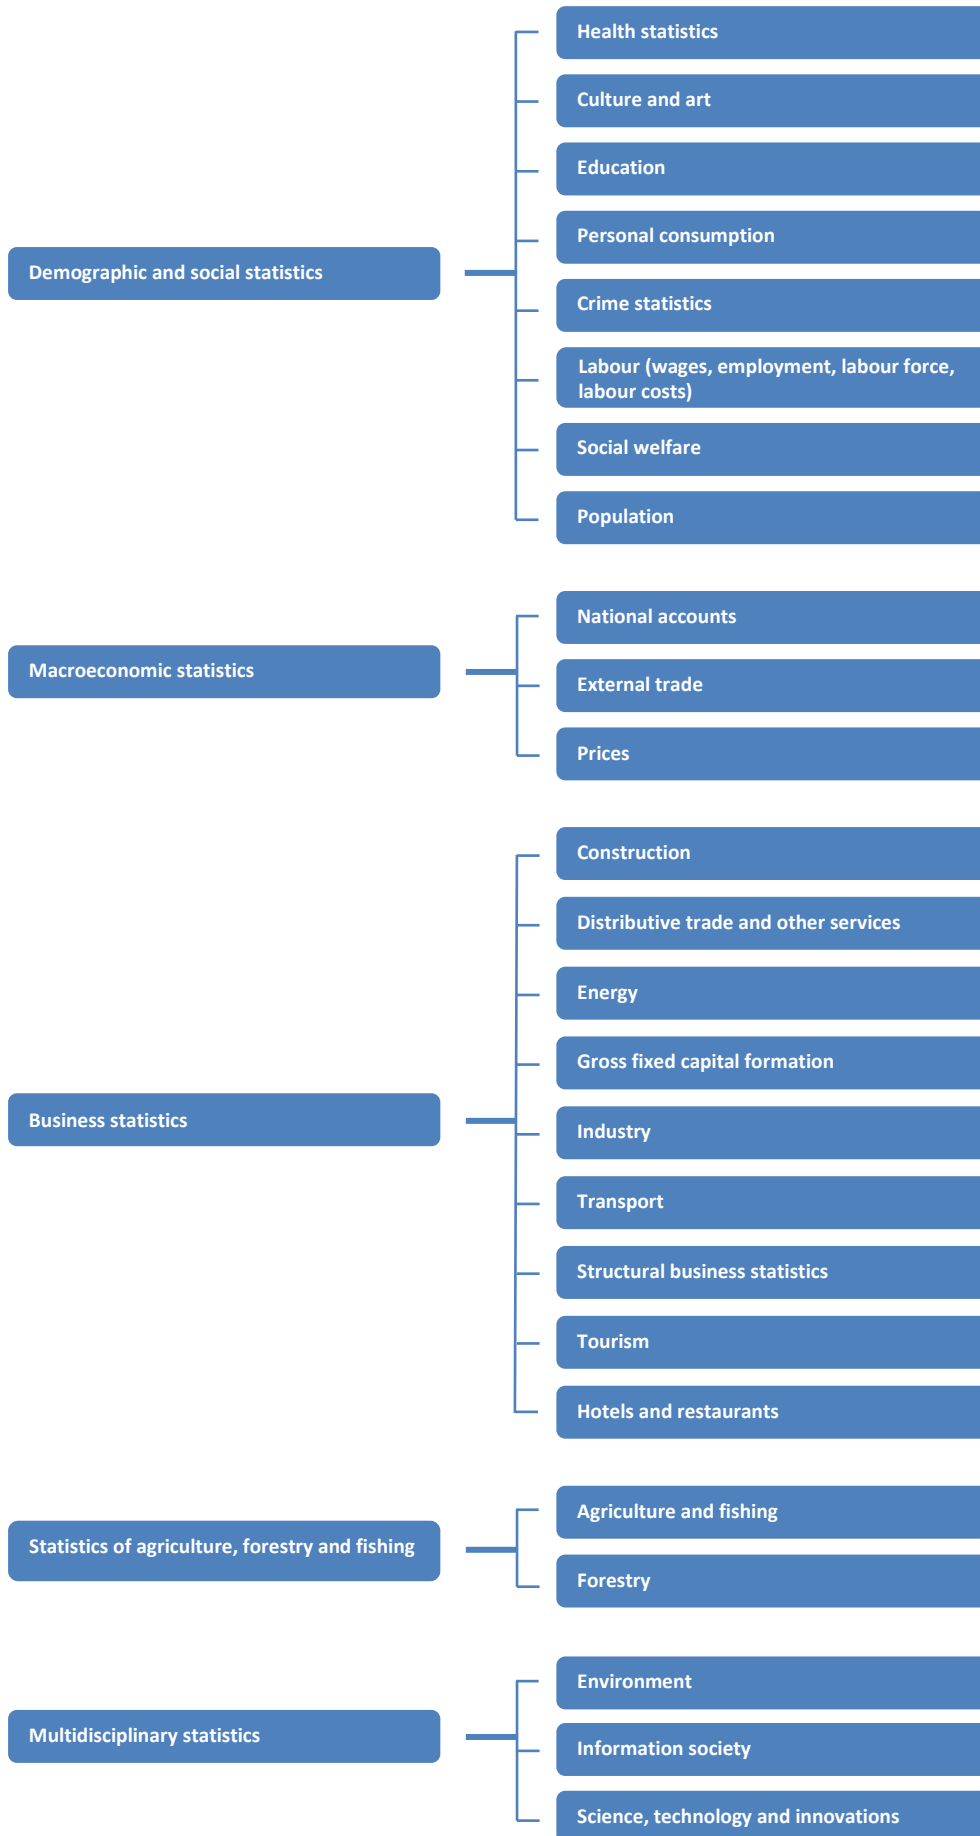 Health statistics
Culture and art
Education
Personal consumption
Demographic and social statistics
Crime statistics
Labour (wages, employment, labour force,
labour costs)
Social welfare
Population
National accounts
Macroeconomic statistics
External trade
Prices
Construction
Distributive trade and other services
Energy
Gross fixed capital formation
Business statistics
Industry
Transport
Structural business statistics
Tourism
Hotels and restaurants
Agriculture and fishing
Statistics of agriculture, forestry and fishing
Forestry
Environment
Multidisciplinary statistics
Information society
Science, technology and innovations